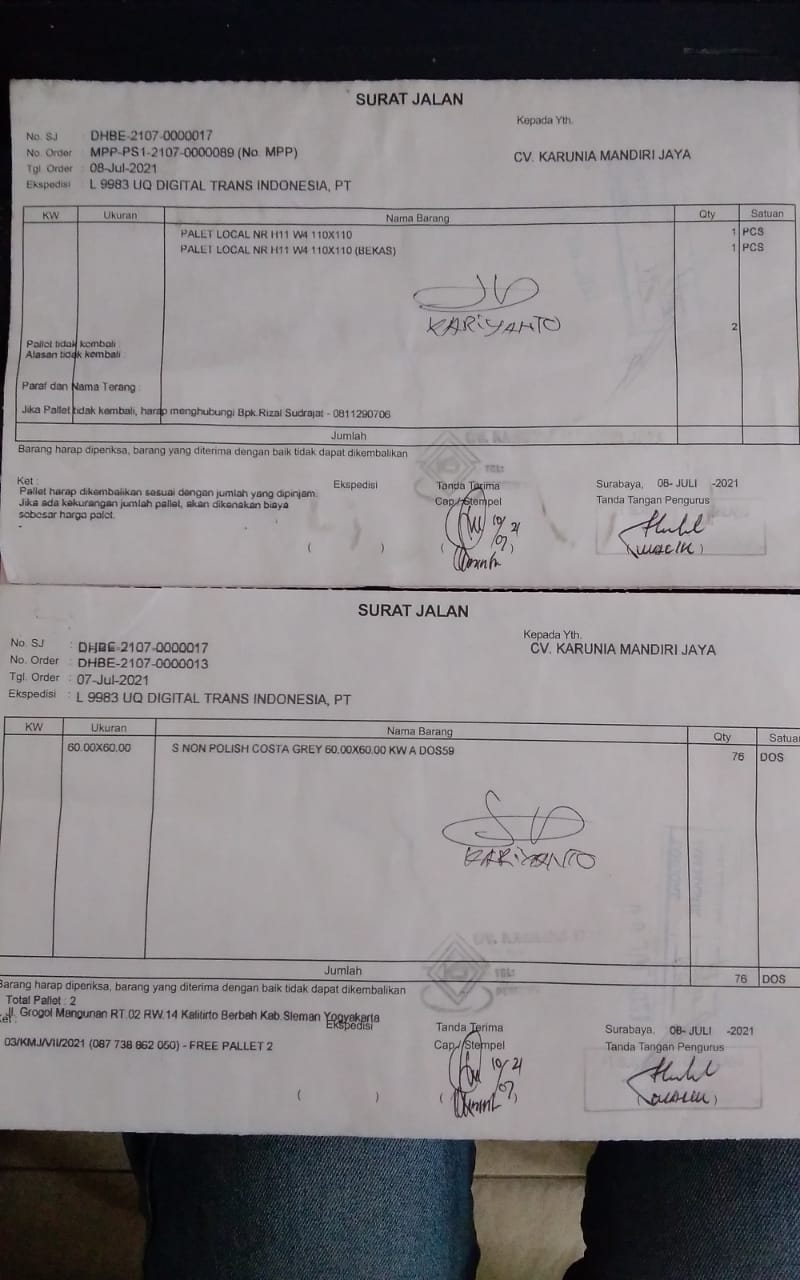 SURAT JALAN
Kepada Yth.
No. SJ DHBE-2107-0000017
No. Order MPP-PS1-2107-0000089 (No. MPP)
CV. KARUNIA MANDIRI JAYA
Tgl. Order : 08-Jul-2021
Ekspedisi : L 9983 UQ DIGITAL TRANS INDONESIA, PT
KW Ukuran Nama Barang Qty Satuan
PALET LOCAL NR H11 W4 110X110 1 PCS
PALET LOCAL NR H11 W4 110X110 (BEKAS) 1 PCS
KARIYANTO
2
Pallet tidak kembali :
Alasan tidak kembali :
Paraf dan Nama Terang :
Jika Pallet tidak kembali, harap menghubungi Bpk.Rizal Sudrajat - 0811290706
Jumlah
Barang harap diperiksa, barang yang diterima dengan baik tidak dapat dikembalikan
TEL:
Ket :
Pallet harap dikembalikan sesuai dengan jumlah yang dipinjam.
Jika ada kekurangan jumlah pallet, akan dikenakan biaya
sebesar harga palet.
-
Ekspedisi
( )
Tanda Terima
Cap / Stempel
10/07 21
( )
Surabaya, 08- JULI -2021
Tanda Tangan Pengurus
( )
SURAT JALAN
Kepada Yth.
No. SJ : DHBE-2107-0000017
CV. KARUNIA MANDIRI JAYA
No. Order : DHBE-2107-0000013
Tgl. Order : 07-Jul-2021
Ekspedisi : L 9983 UQ DIGITAL TRANS INDONESIA, PT
KW Ukuran Nama Barang Qty Satuan
60.00X60.00 S NON POLISH COSTA GREY 60.00X60.00 KW A DOS59 76 DOS
KARIYANTO
Jumlah 76 DOS
Barang harap diperiksa, barang yang diterima dengan baik tidak dapat dikembalikan
TEL:
Total Pallet : 2
Ket : Jl. Grogol Mangunan RT.02 RW.14 Kalitirto Berbah Kab.Sleman Yogyakarta
03/KMJ/VII/2021 (087 738 662 050) - FREE PALLET 2
Ekspedisi
( )
Tanda Terima
Cap / Stempel
10/07 21
( )
Surabaya, 08- JULI -2021
Tanda Tangan Pengurus
( )